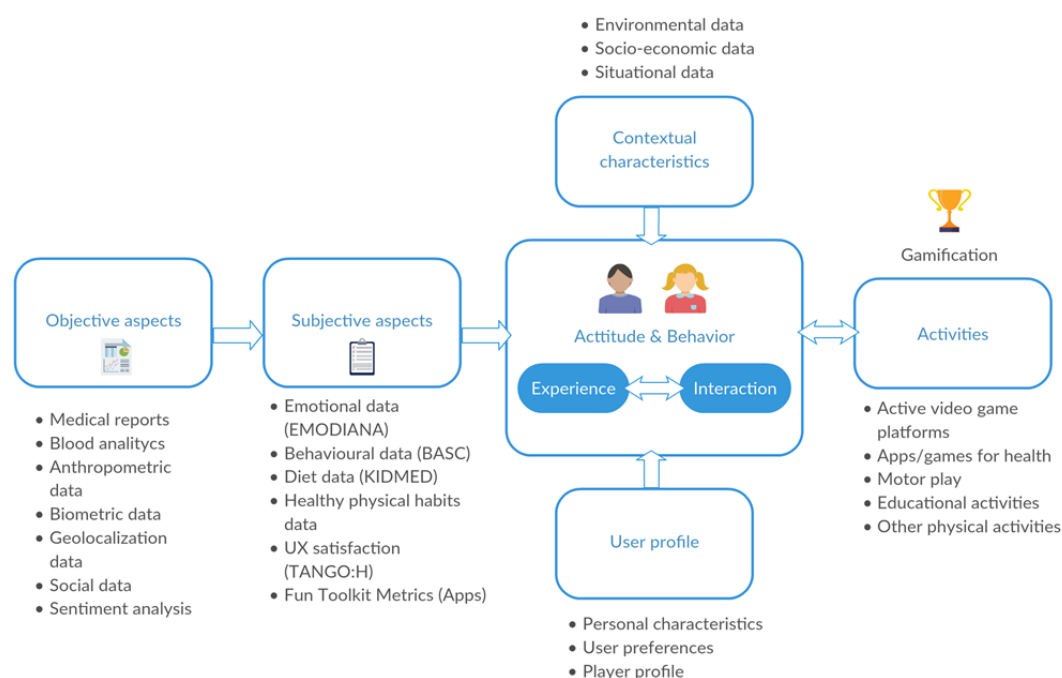 • Environmental data
• Socio-economic data
• Situational data
Contextual
characteristics
Gamification
Objective aspects
Subjective aspects
Acttitude & Behavior
Experience
Interaction
Activities
• Medical reports
• Blood analitycs
• Anthropometric
data
• Biometric data
• Geolocalization
data
• Social data
• Sentiment analysis
• Emotional data
(EMODIANA)
• Behavioural data (BASC)
• Diet data (KIDMED)
• Healthy physical habits
data
• UX satisfaction
(TANGO:H)
• Fun Toolkit Metrics (Apps)
• Active video game
platforms
• Apps/games for health
• Motor play
• Educational activities
• Other physical activities
User profile
• Personal characteristics
• User preferences
• Player profile